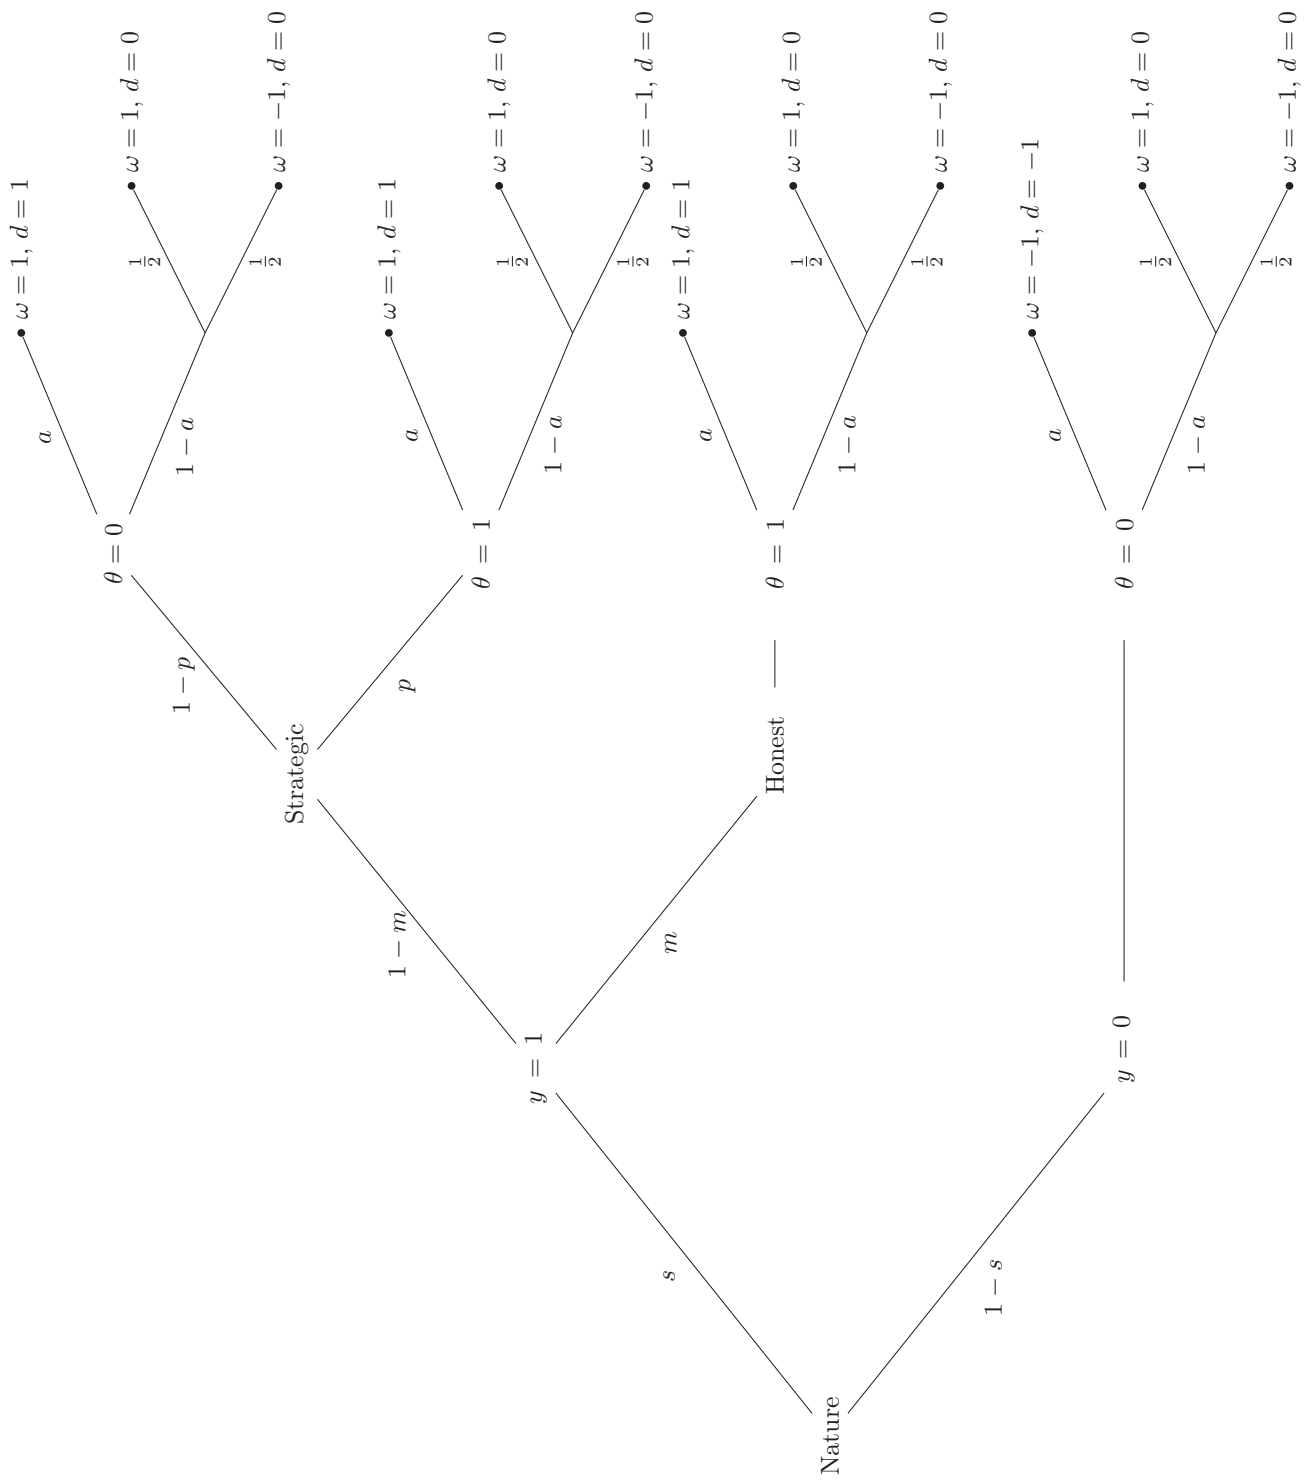 Nature
s
1 − s
y = 1
y = 0
1 − m
m
Strategic
Honest
1 − p
p
θ = 0
θ = 1
θ = 1
θ = 0
a
1 − a
a
1 − a
a
1 − a
a
1 − a
ω = 1, d = 1
1/2
1/2
ω = 1, d = 0
ω = −1, d = 0
ω = 1, d = 1
1/2
1/2
ω = 1, d = 0
ω = −1, d = 0
ω = 1, d = 1
1/2
1/2
ω = 1, d = 0
ω = −1, d = 0
ω = −1, d = −1
1/2
1/2
ω = 1, d = 0
ω = −1, d = 0